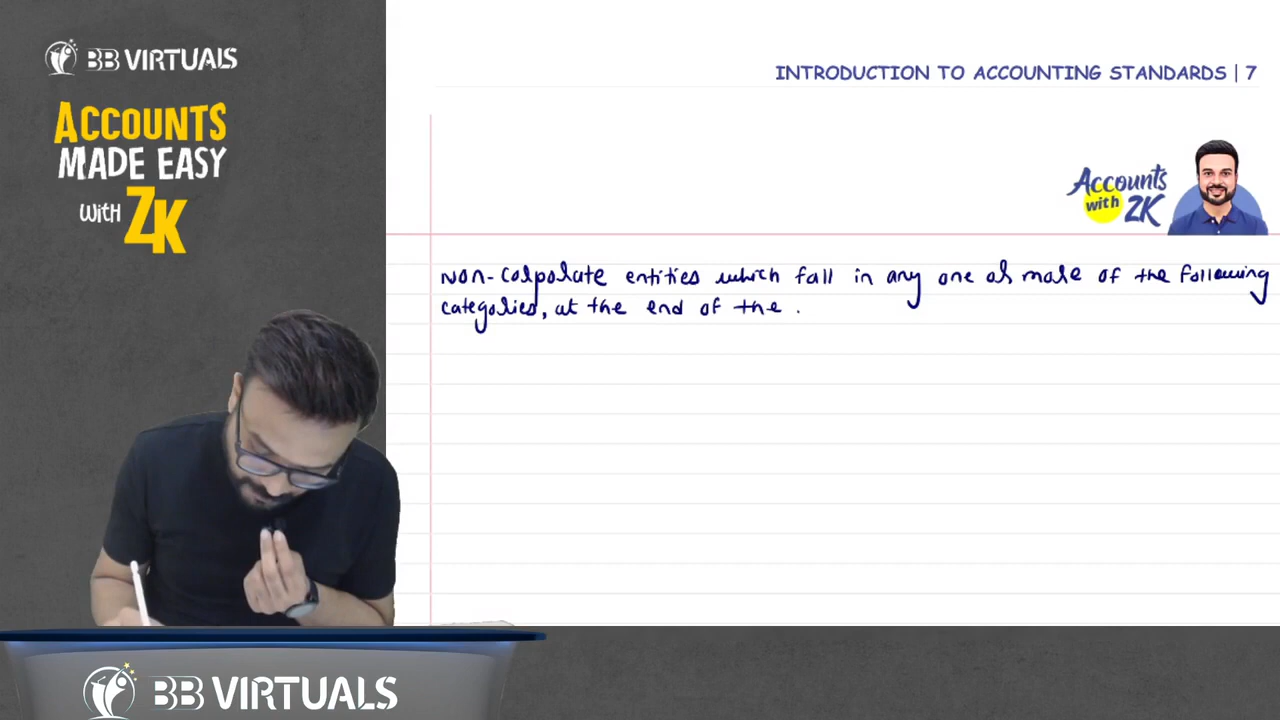 BB VIRTUALS
ACCOUNTS
MADE EASY
WITH ZK
INTRODUCTION TO ACCOUNTING STANDARDS | 7
Accounts
with ZK
Non-Corporate entities which fall in any one or more of the following
categories, at the end of the .
BB VIRTUALS